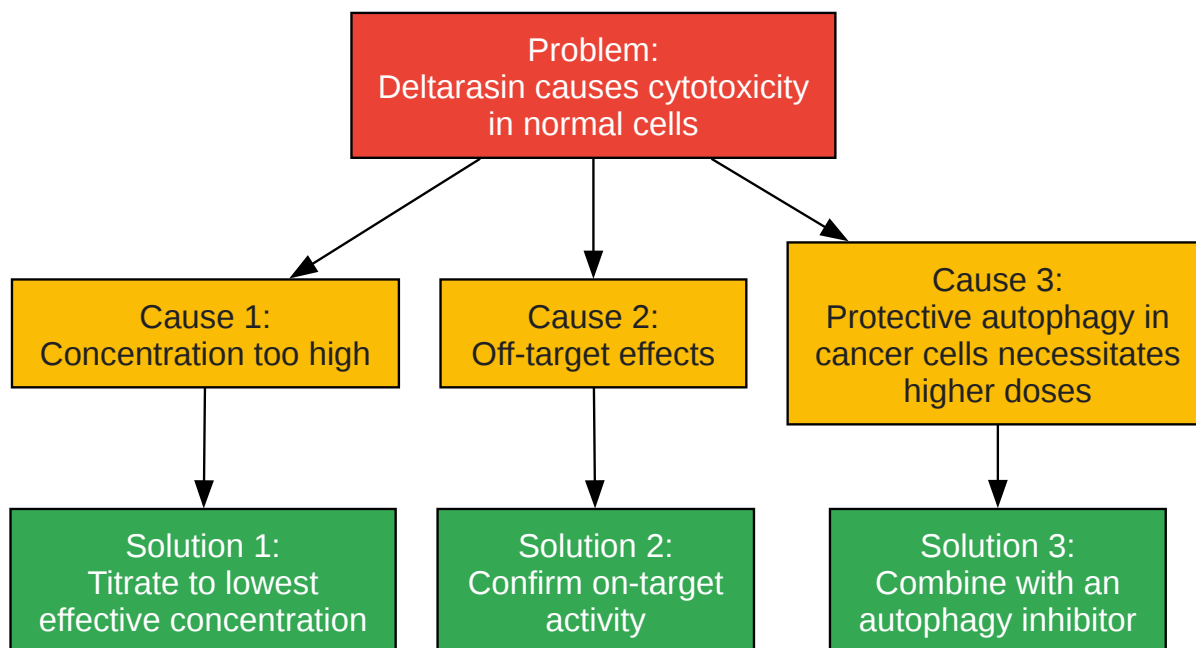 Problem:
Deltarasin causes cytotoxicity
in normal cells
Cause 1:
Concentration too high
Cause 2:
Off-target effects
Cause 3:
Protective autophagy in
cancer cells necessitates
higher doses
Solution 1:
Titrate to lowest
effective concentration
Solution 2:
Confirm on-target
activity
Solution 3:
Combine with an
autophagy inhibitor